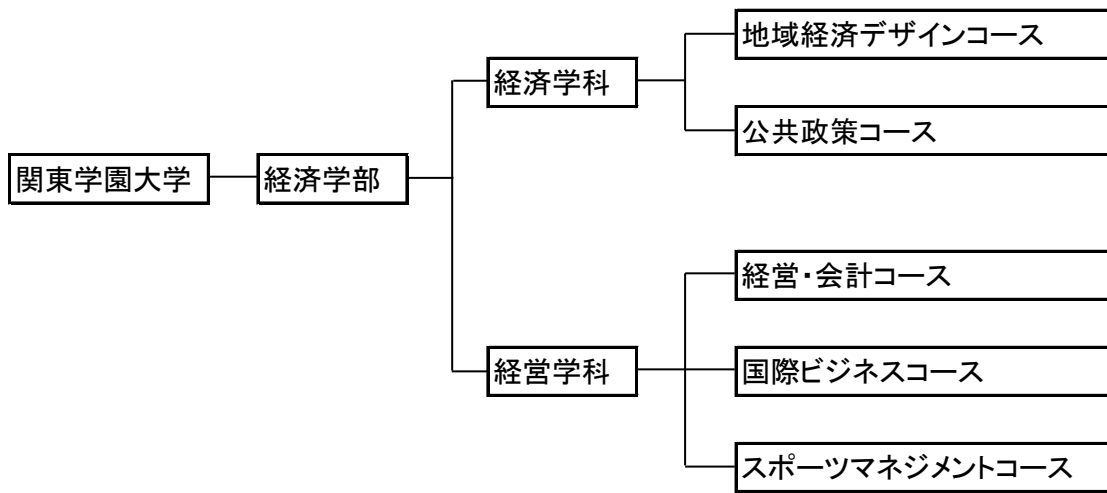 地域経済デザインコース
経済学科
公共政策コース
関東学園大学
経済学部
経営・会計コース
経営学科
国際ビジネスコース
スポーツマネジメントコース